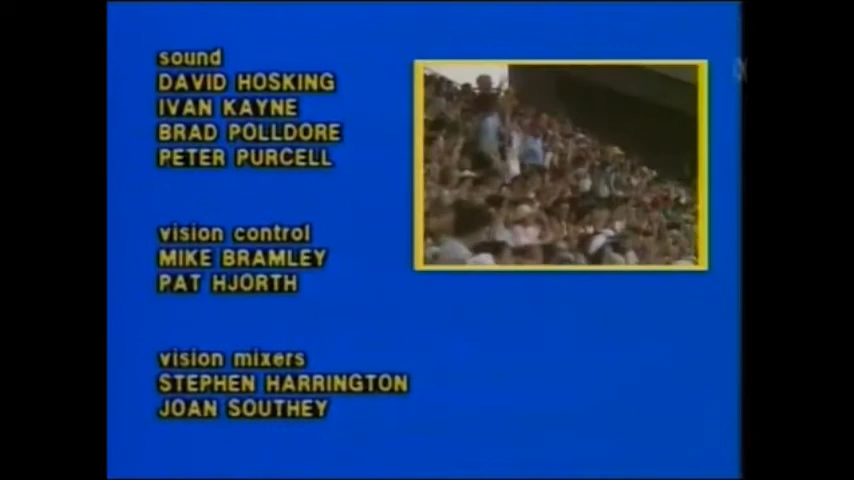 sound
DAVID HOSKING
IVAN KAYNE
BRAD POLLDORE
PETER PURCELL
vision control
MIKE BRAMLEY
PAT HJORTH
vision mixers
STEPHEN HARRINGTON
JOAN SOUTHEY